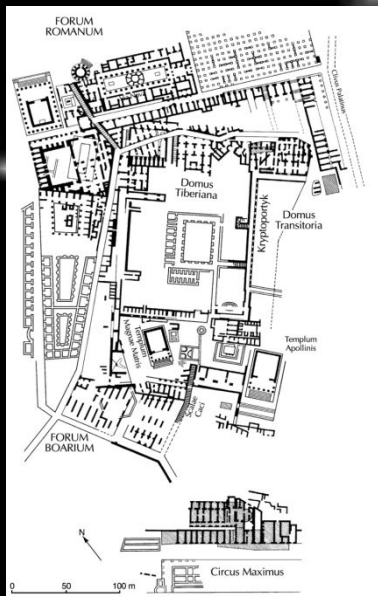 FORUM
ROMANUM
Clivus Palatinus
Domus
Tiberiana
Kryptoportyk
Domus
Transitoria
Templum
Magnae Matris
Templum
Apollinis
Scalae
Caci
FORUM
BOARIUM
N
Circus Maximus
0 50 100 m